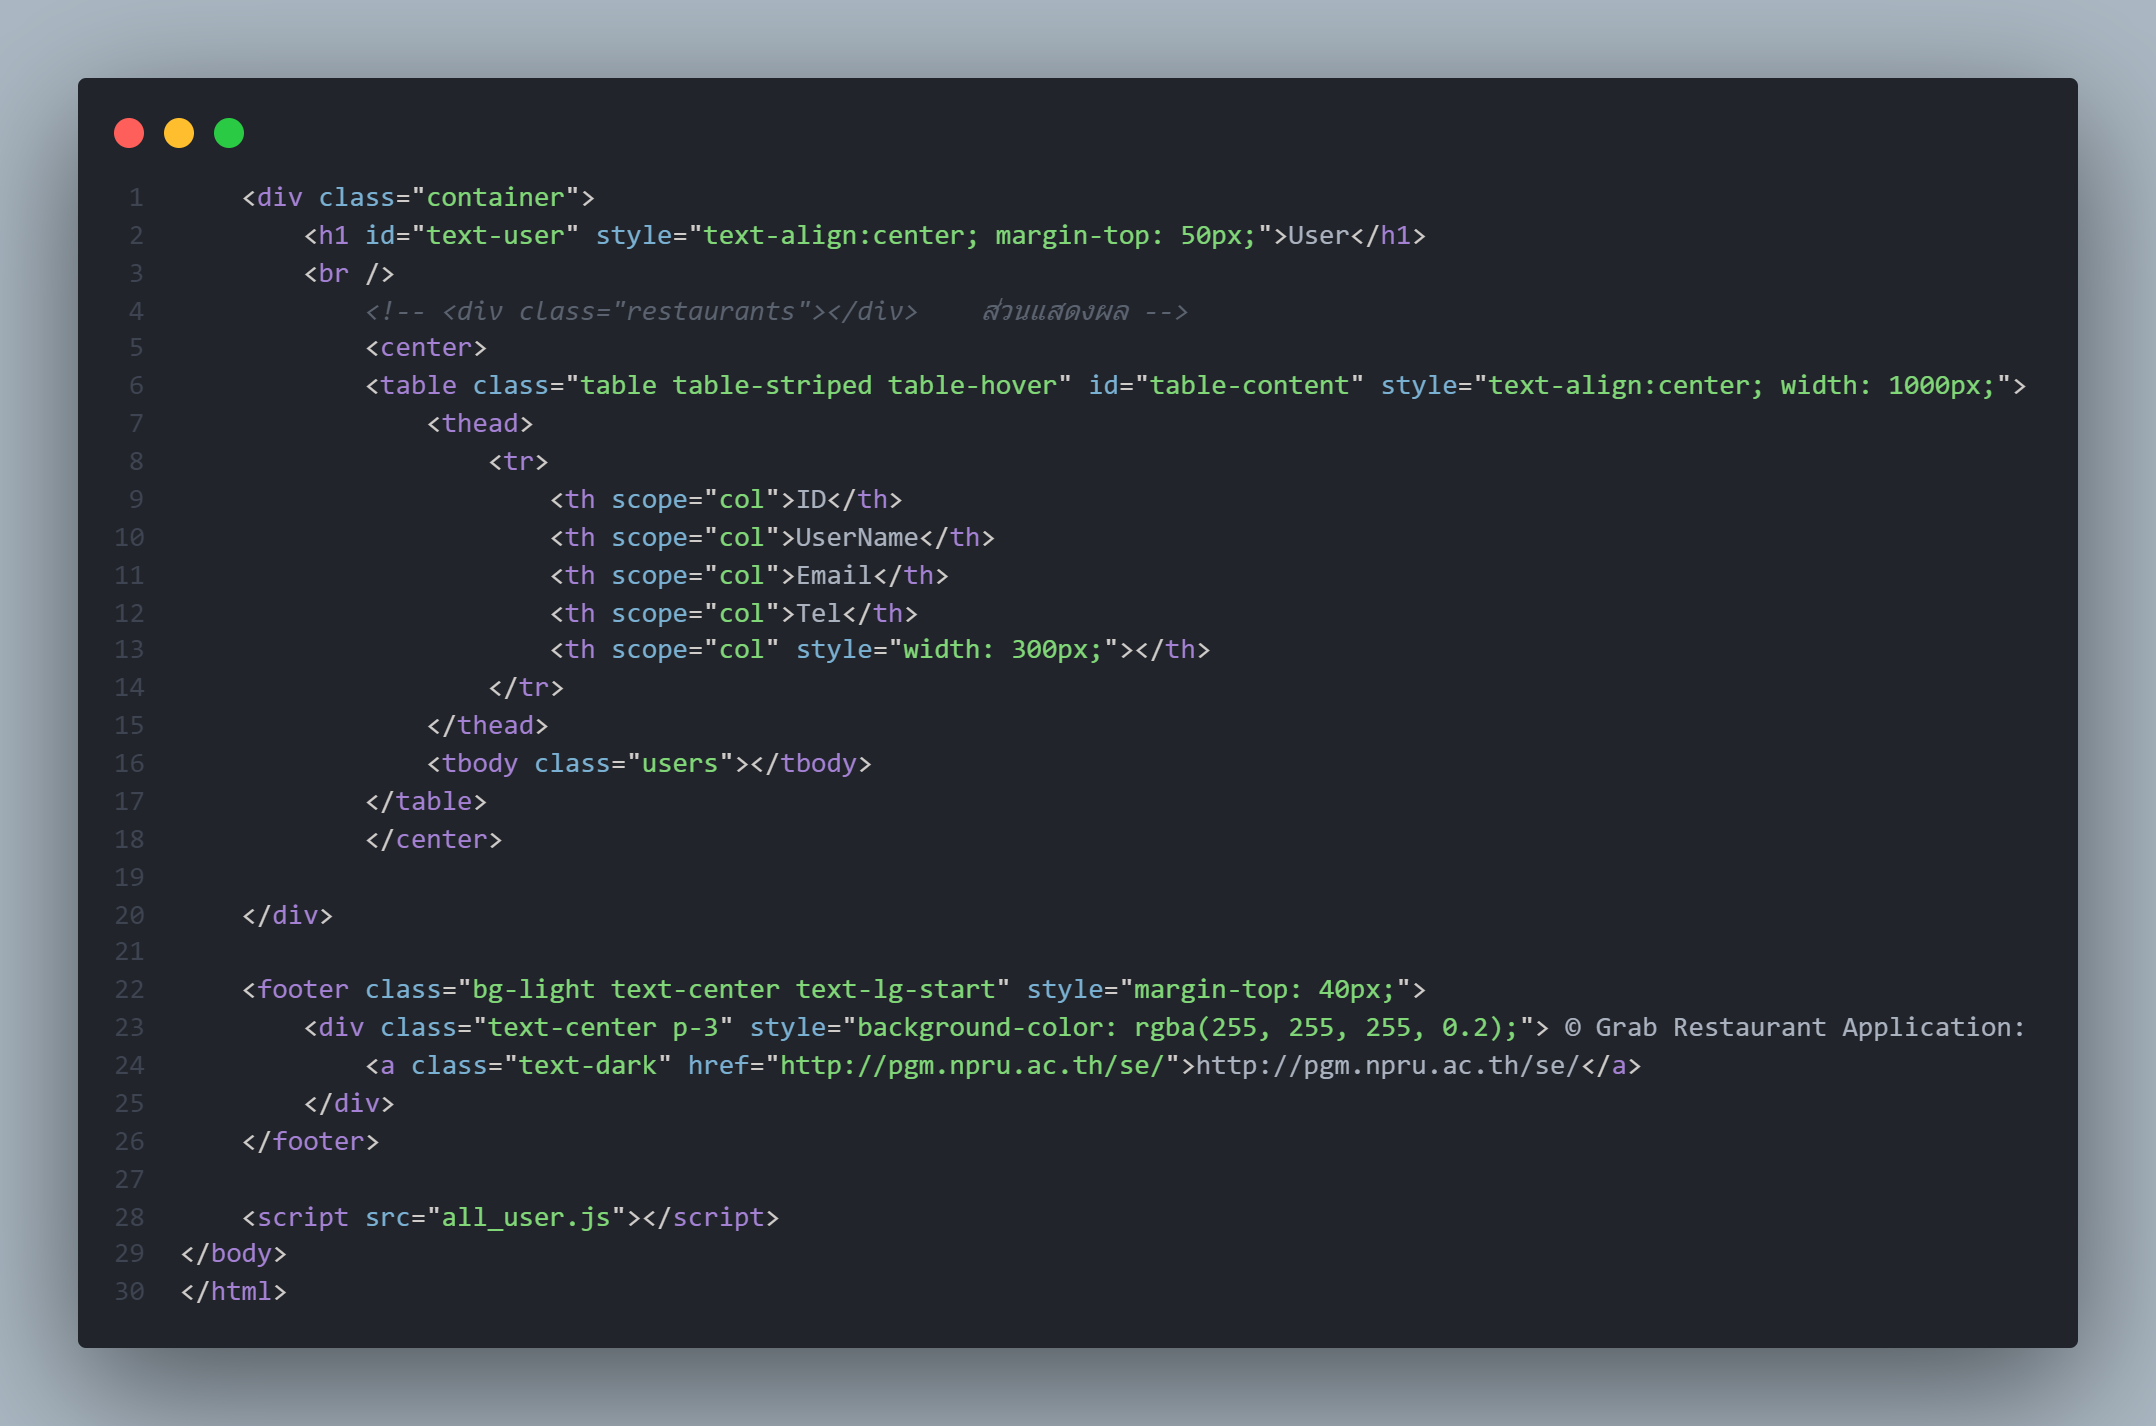 1 <div class="container">
2 <h1 id="text-user" style="text-align:center; margin-top: 50px;">User</h1>
3 <br />
4 <!-- <div class="restaurants"></div> ส่วนแสดงผล -->
5 <center>
6 <table class="table table-striped table-hover" id="table-content" style="text-align:center; width: 1000px;">
7 <thead>
8 <tr>
9 <th scope="col">ID</th>
10 <th scope="col">UserName</th>
11 <th scope="col">Email</th>
12 <th scope="col">Tel</th>
13 <th scope="col" style="width: 300px;"></th>
14 </tr>
15 </thead>
16 <tbody class="users"></tbody>
17 </table>
18 </center>
19
20 </div>
21
22 <footer class="bg-light text-center text-lg-start" style="margin-top: 40px;">
23 <div class="text-center p-3" style="background-color: rgba(255, 255, 255, 0.2);"> © Grab Restaurant Application:
24 <a class="text-dark" href="http://pgm.npru.ac.th/se/">http://pgm.npru.ac.th/se/</a>
25 </div>
26 </footer>
27
28 <script src="all_user.js"></script>
29 </body>
30 </html>